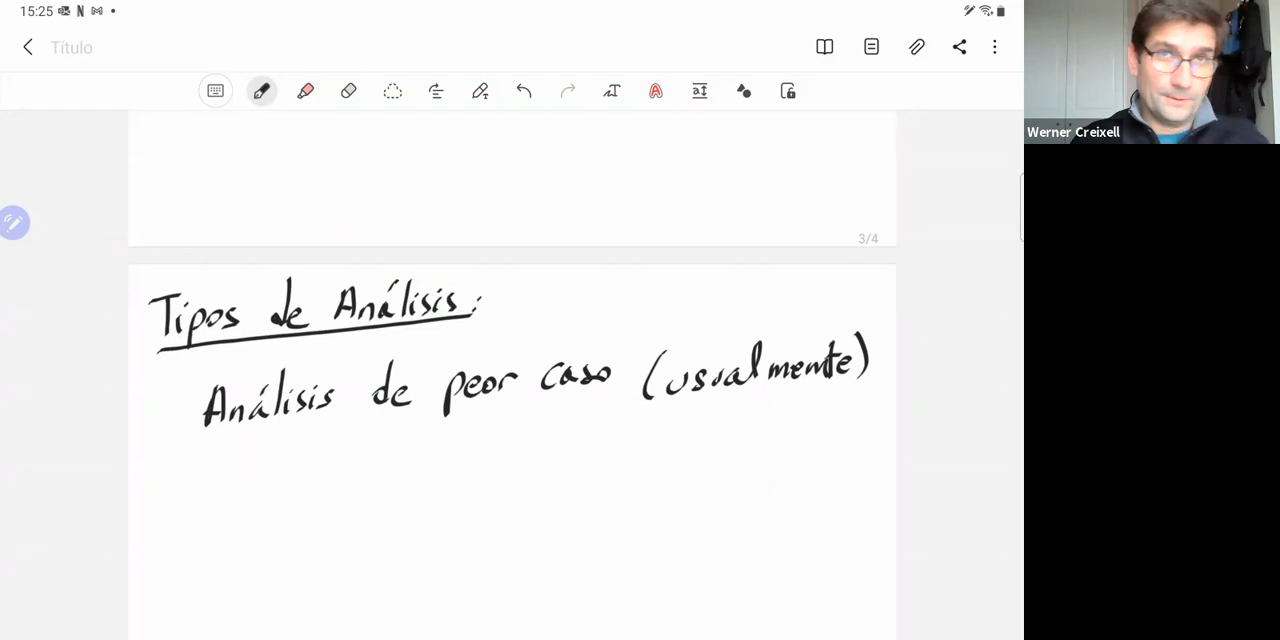 15:25
Título
Werner Creixell
3/4
Tipos de Análisis:
Análisis de peor caso (usualmente)